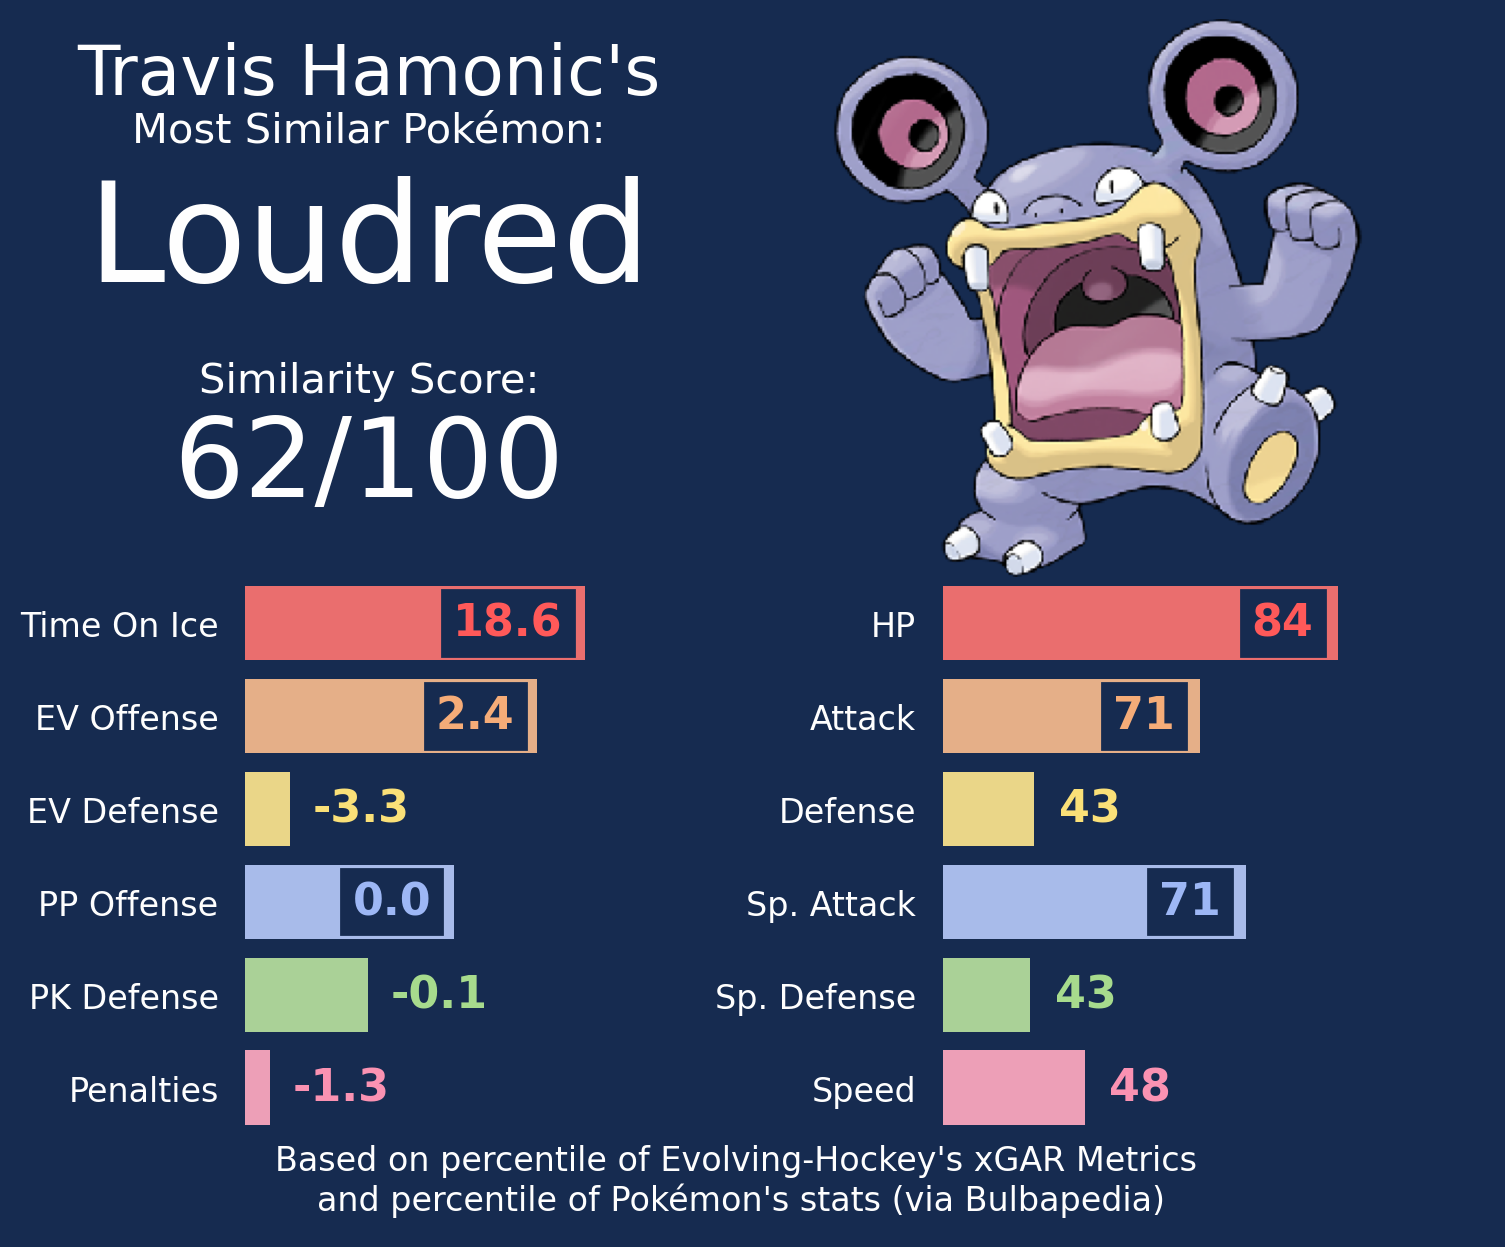 Travis Hamonic's
Most Similar Pokémon:
Loudred
Similarity Score:
62/100
Time On Ice 18.6
EV Offense 2.4
EV Defense -3.3
PP Offense 0.0
PK Defense -0.1
Penalties -1.3
HP 84
Attack 71
Defense 43
Sp. Attack 71
Sp. Defense 43
Speed 48
Based on percentile of Evolving-Hockey's xGAR Metrics
and percentile of Pokémon's stats (via Bulbapedia)